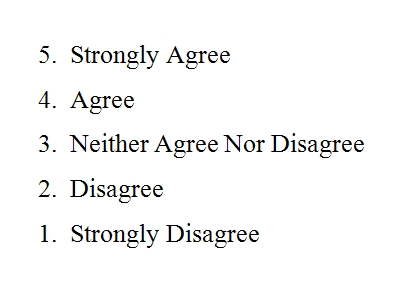 5. Strongly Agree
4. Agree
3. Neither Agree Nor Disagree
2. Disagree
1. Strongly Disagree